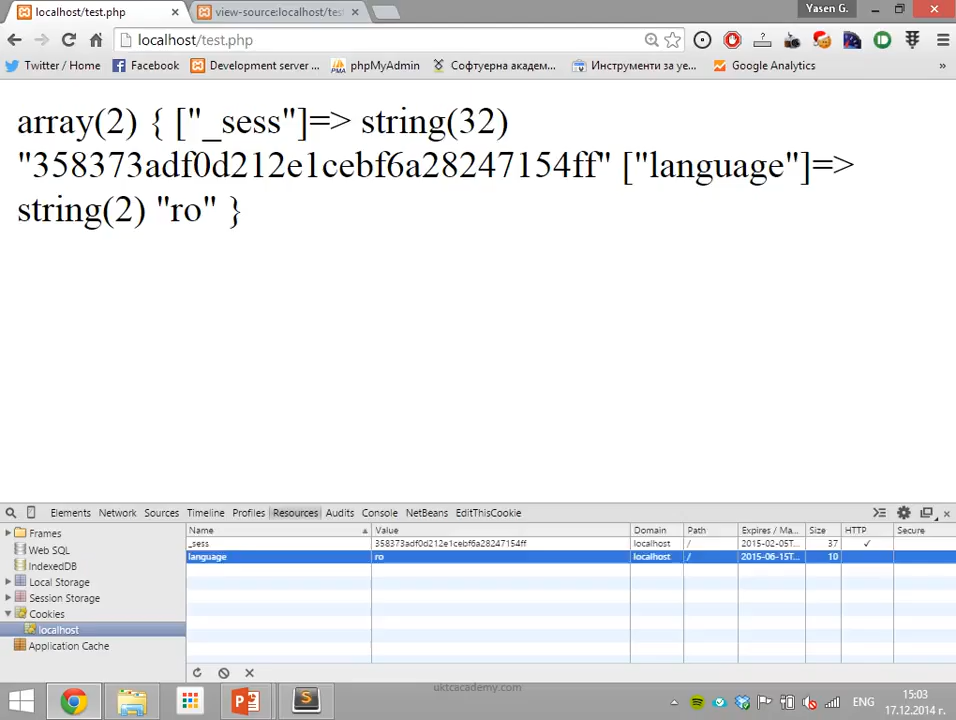 localhost/test.php
view-source:localhost/test
Yasen G.
localhost/test.php
Twitter / Home
Facebook
Development server ...
phpMyAdmin
Софтуерна академ...
Инструменти за уе...
Google Analytics
»
array(2) { ["_sess"]=> string(32)
"358373adf0d212e1cebf6a28247154ff" ["language"]=>
string(2) "ro" }
Elements Network Sources Timeline Profiles Resources Audits Console NetBeans EditThisCookie
Frames
Web SQL
IndexedDB
Local Storage
Session Storage
Cookies
localhost
Application Cache
Name Value Domain Path Expires / Ma... Size HTTP Secure
_sess 358373adf0d212e1cebf6a28247154ff localhost / 2015-02-05T... 37 ✓
language ro localhost / 2015-06-15T... 10
uktcacademy.com
ENG
15:03
17.12.2014 г.